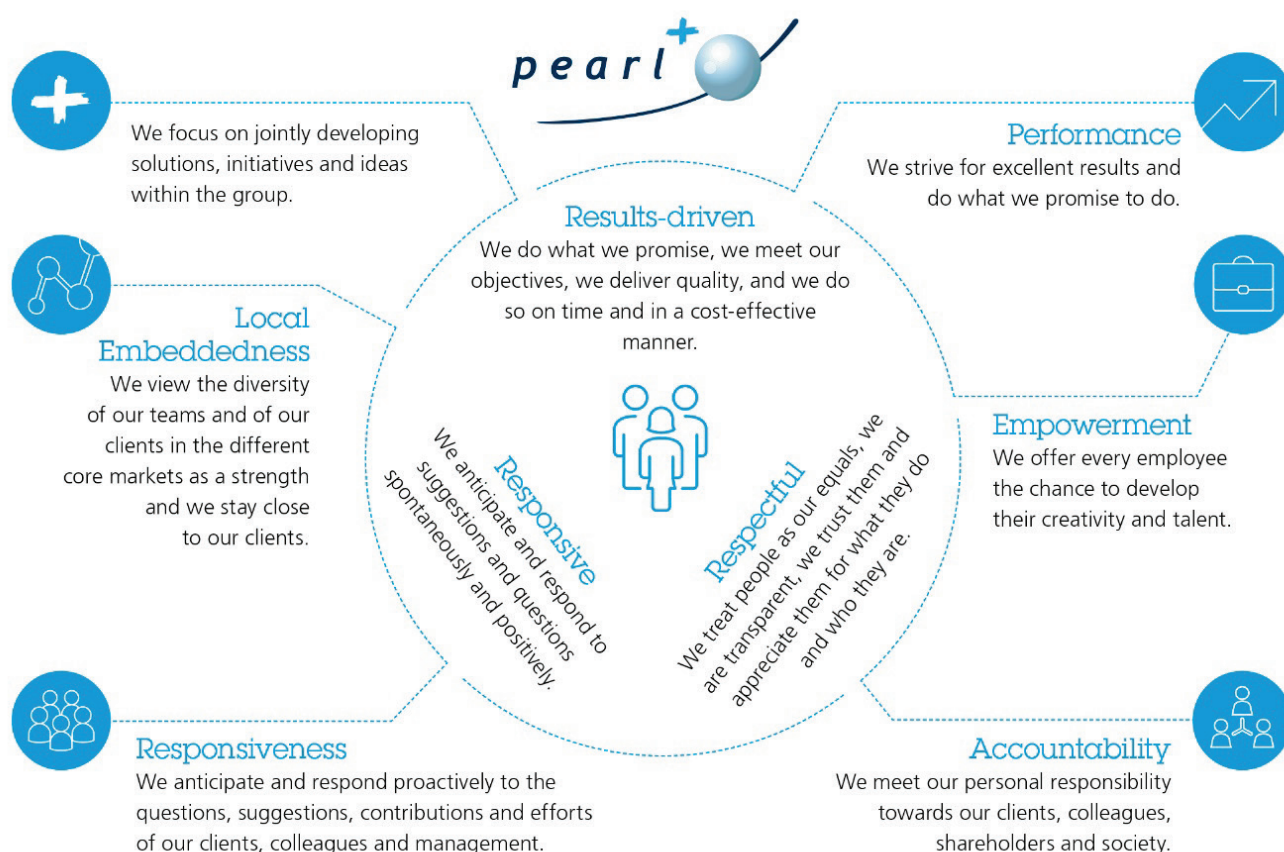 pearl+
We focus on jointly developing
solutions, initiatives and ideas
within the group.
Performance
We strive for excellent results and
do what we promise to do.
Results-driven
We do what we promise, we meet our
objectives, we deliver quality, and we do
so on time and in a cost-effective
manner.
Local
Embeddedness
We view the diversity
of our teams and of our
clients in the different
core markets as a strength
and we stay close
to our clients.
Empowerment
We offer every employee
the chance to develop
their creativity and talent.
Responsive
We anticipate and respond to
suggestions and questions
spontaneously and positively.
Respectful
We treat people as our equals, we
are transparent, we trust them and
appreciate them for what they do
and who they are.
Responsiveness
We anticipate and respond proactively to the
questions, suggestions, contributions and efforts
of our clients, colleagues and management.
Accountability
We meet our personal responsibility
towards our clients, colleagues,
shareholders and society.